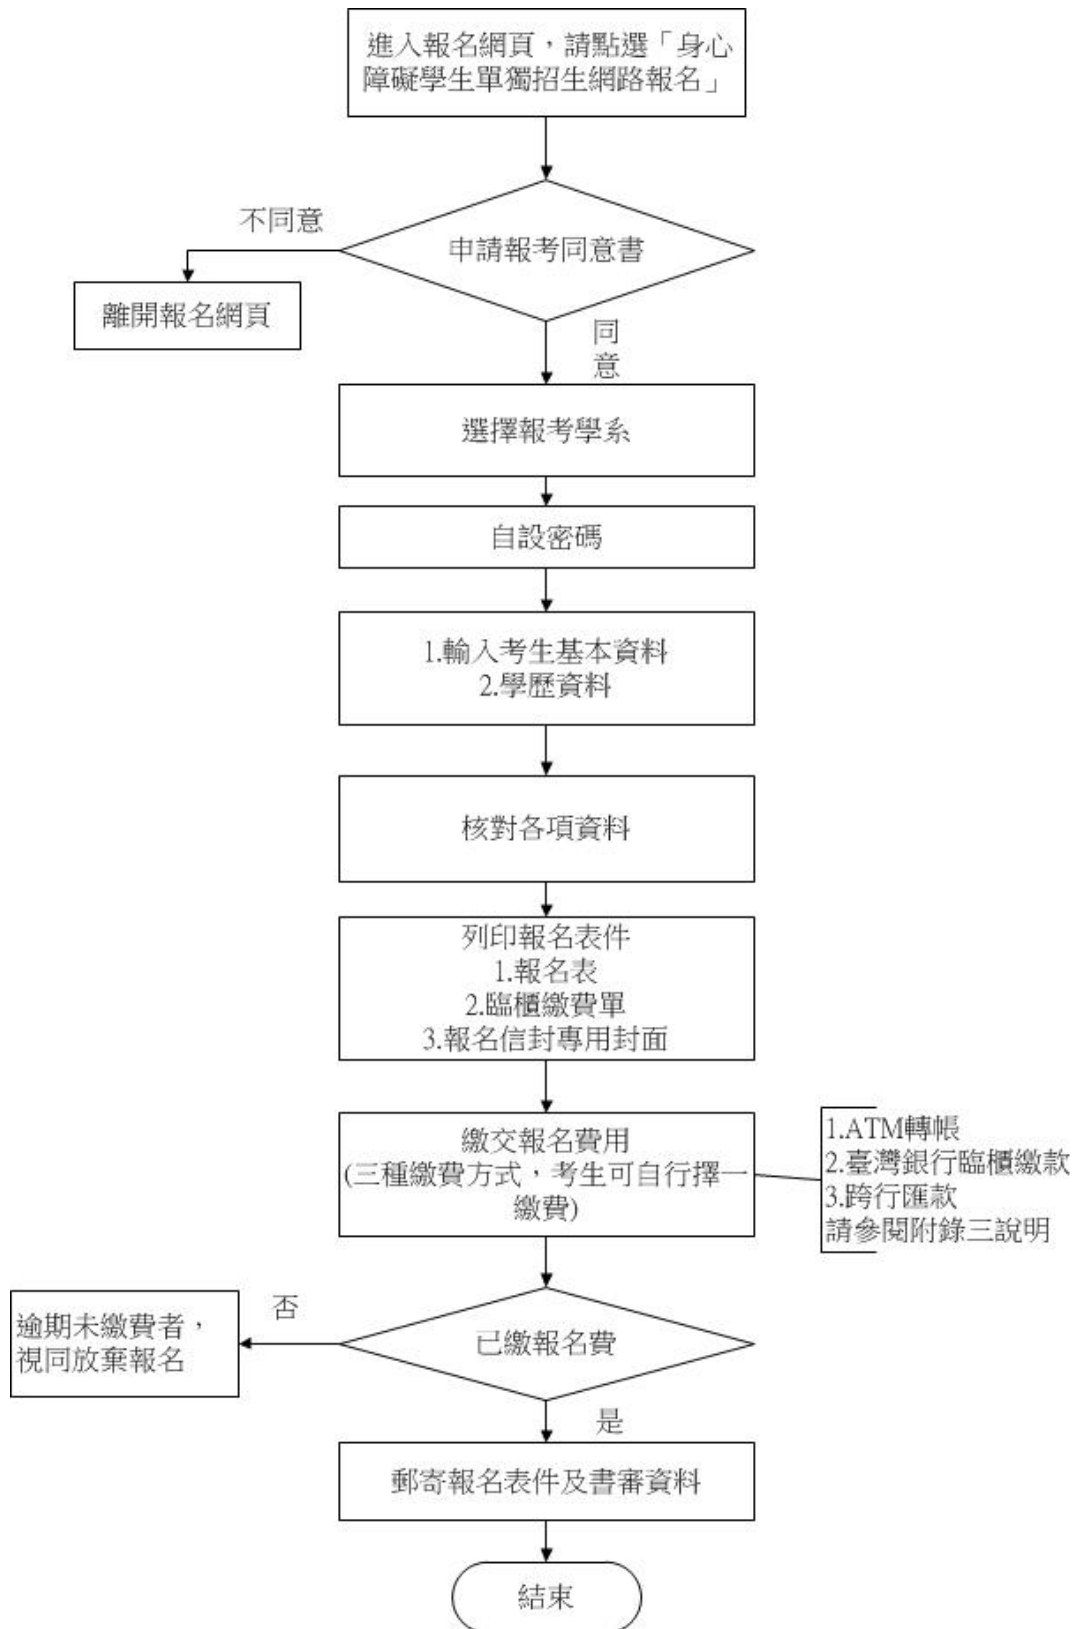 進入報名網頁，請點選「身心
障礙學生單獨招生網路報名」
申請報考同意書
不同意
離開報名網頁
同
意
選擇報考學系
自設密碼
1.輸入考生基本資料
2.學歷資料
核對各項資料
列印報名表件
1.報名表
2.臨櫃繳費單
3.報名信封專用封面
繳交報名費用
(三種繳費方式，考生可自行擇一
繳費)
1.ATM轉帳
2.臺灣銀行臨櫃繳款
3.跨行匯款
請參閱附錄三說明
已繳報名費
否
逾期未繳費者，
視同放棄報名
是
郵寄報名表件及書審資料
結束